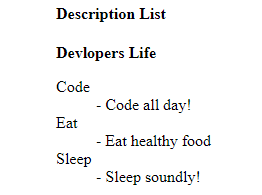 Description List
Devlopers Life
Code
- Code all day!
Eat
- Eat healthy food
Sleep
- Sleep soundly!